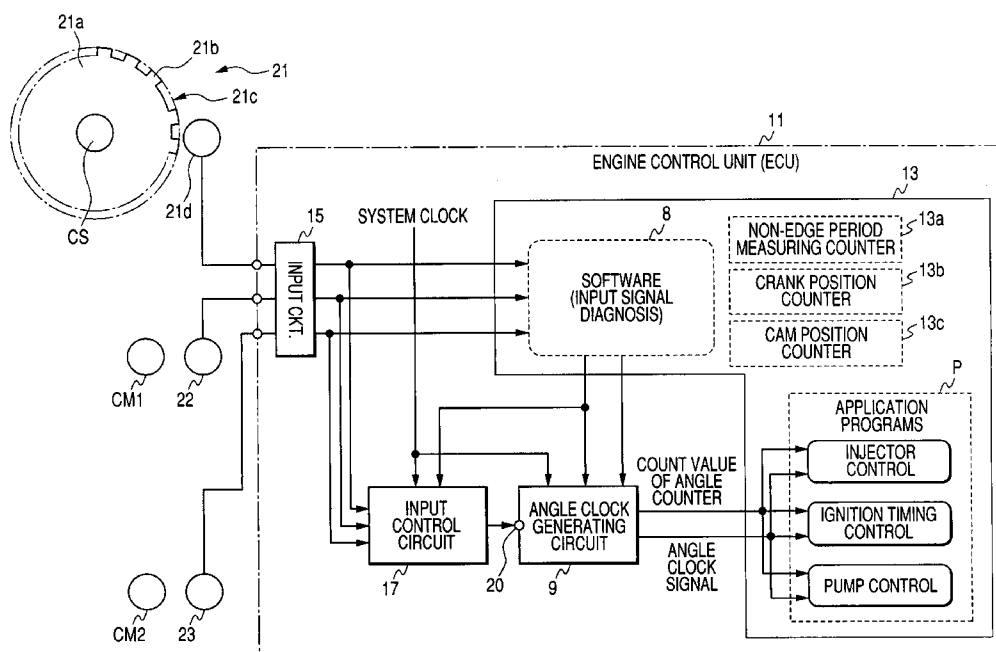 21a
21b
21
21c
21d
CS
11
ENGINE CONTROL UNIT (ECU)
13
15
SYSTEM CLOCK
8
INPUT CKT.
SOFTWARE
(INPUT SIGNAL
DIAGNOSIS)
NON-EDGE PERIOD
MEASURING COUNTER
13a
CRANK POSITION
COUNTER
13b
CAM POSITION
COUNTER
13c
CM1
22
P
APPLICATION
PROGRAMS
INJECTOR
CONTROL
IGNITION TIMING
CONTROL
PUMP CONTROL
COUNT VALUE
OF ANGLE
COUNTER
INPUT
CONTROL
CIRCUIT
ANGLE CLOCK
GENERATING
CIRCUIT
ANGLE
CLOCK
SIGNAL
17
20
9
CM2
23